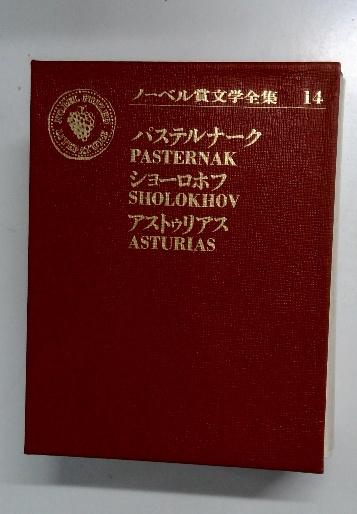 ノーベル賞文学全集 14
パステルナーク
PASTERNAK
ショーロホフ
SHOLOKHOV
アストゥリアス
ASTURIAS